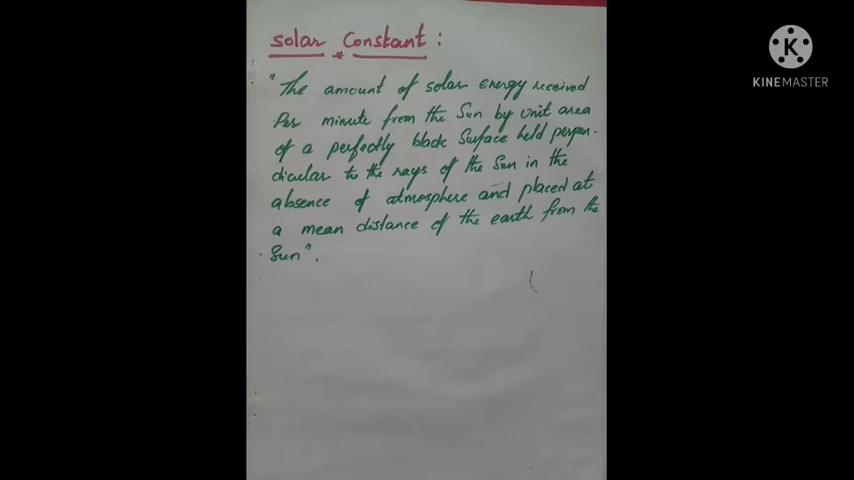 Solar Constant :
"The amount of solar energy received
Per minute from the Sun by unit area
of a perfectly black Surface held perpen-
dicular to the rays of the Sun in the
absence of atmosphere and placed at
a mean distance of the earth from the
Sun".
K
KINEMASTER